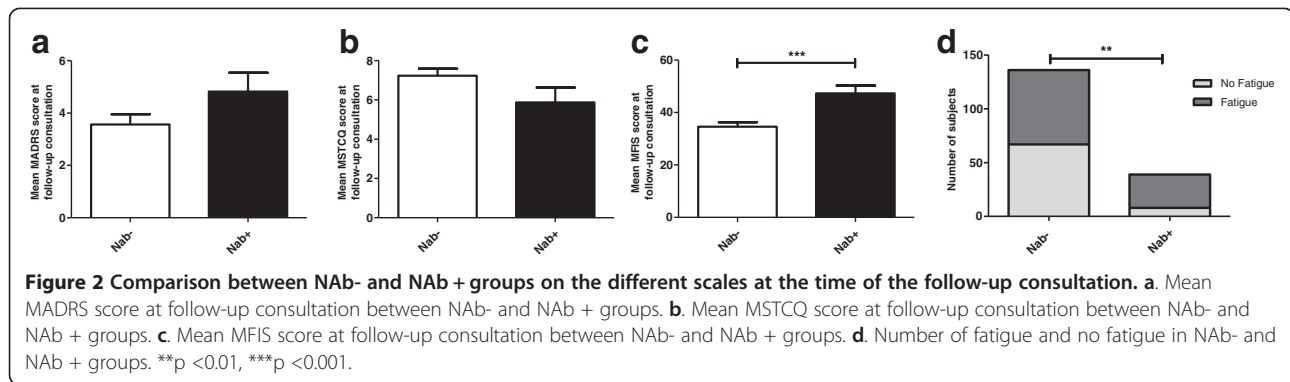 a
Mean MADRS score at
follow-up consultation
6
4
2
0
Nab-
Nab+
b
Mean MSTCQ score at
follow-up consultation
8
6
4
2
0
Nab-
Nab+
c
Mean MFIS score at
follow-up consultation
60
40
20
0
***
Nab-
Nab+
d
Number of subjects
150
100
50
0
**
Nab-
Nab+
No Fatigue
Fatigue
Figure 2 Comparison between NAb- and NAb + groups on the different scales at the time of the follow-up consultation. a. Mean
MADRS score at follow-up consultation between NAb- and NAb + groups. b. Mean MSTCQ score at follow-up consultation between NAb- and
NAb + groups. c. Mean MFIS score at follow-up consultation between NAb- and NAb + groups. d. Number of fatigue and no fatigue in NAb- and
NAb + groups. **p <0.01, ***p <0.001.